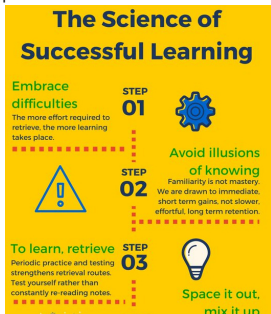 The Science of
Successful Learning
Embrace
difficulties
The more effort required to
retrieve, the more learning
takes place.
STEP
01
Avoid illusions
of knowing
Familiarity is not mastery.
We are drawn to immediate,
short term gains, not slower,
effortful, long term retention.
STEP
02
To learn, retrieve
Periodic practice and testing
strengthens retrieval routes.
Test yourself rather than
constantly re-reading notes.
STEP
03
Space it out,
mix it up